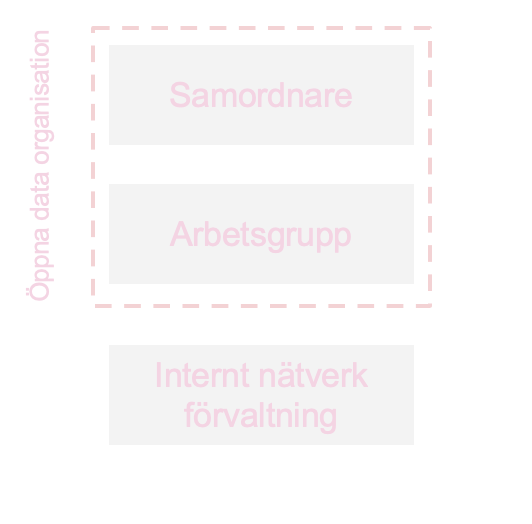 Öppna data organisation
Samordnare
Arbetsgrupp
Internt nätverk
förvaltning